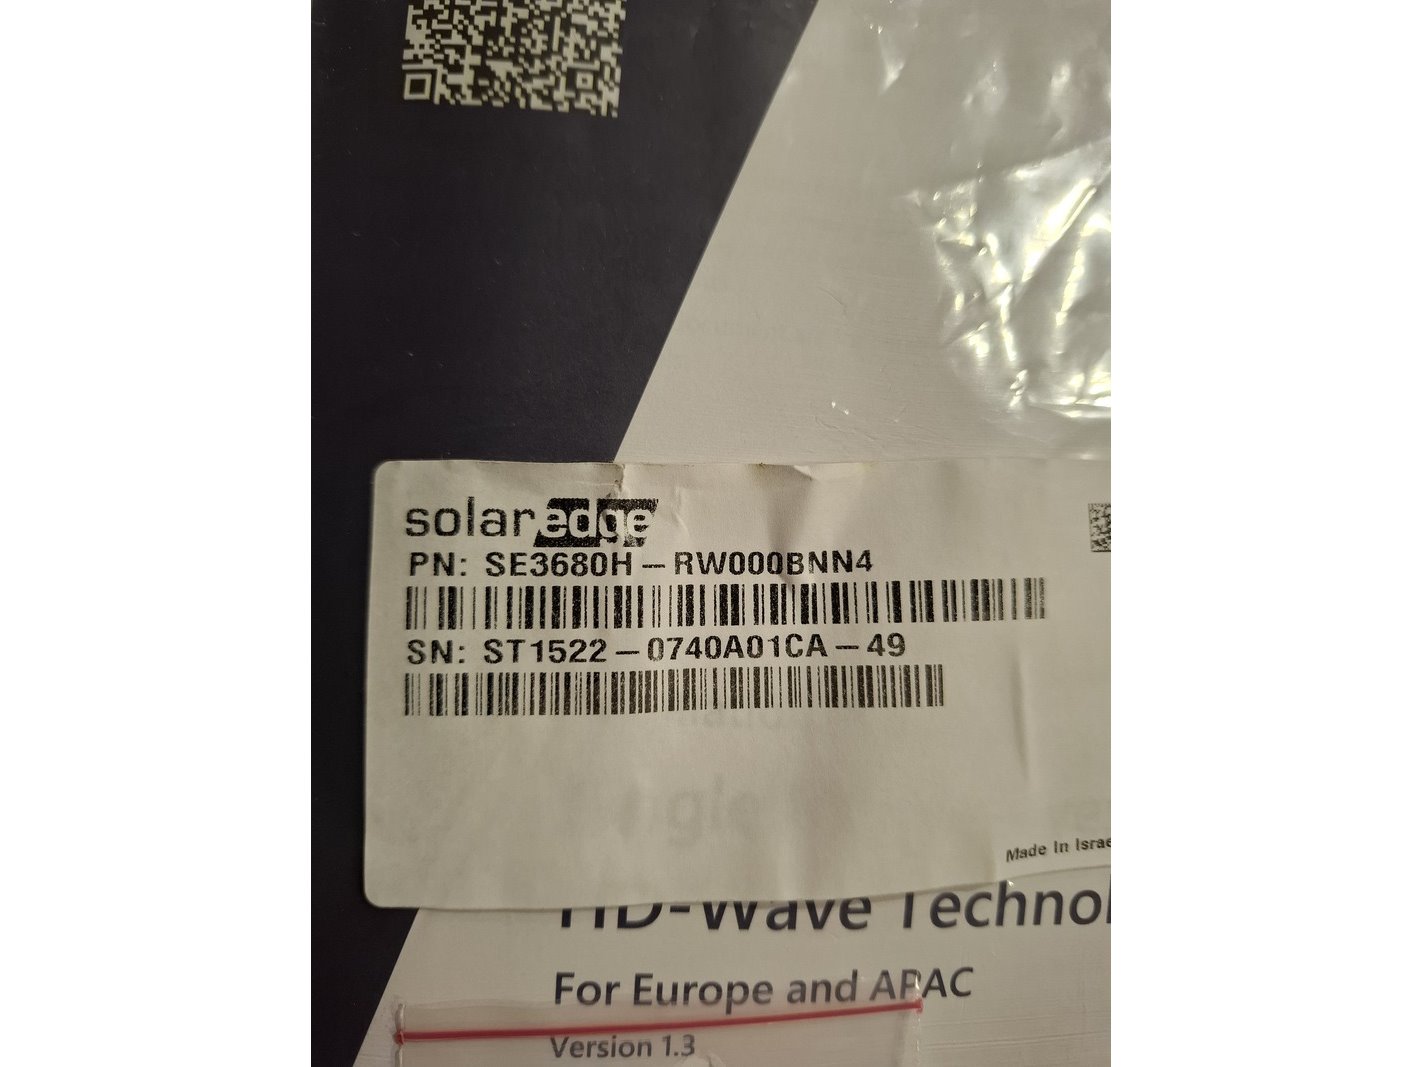 solaredge
PN: SE3680H-RW000BNN4
SN: ST1522-0740A01CA-49
Made In Israe
HD-Wave Technol
For Europe and APAC
Version 1.3